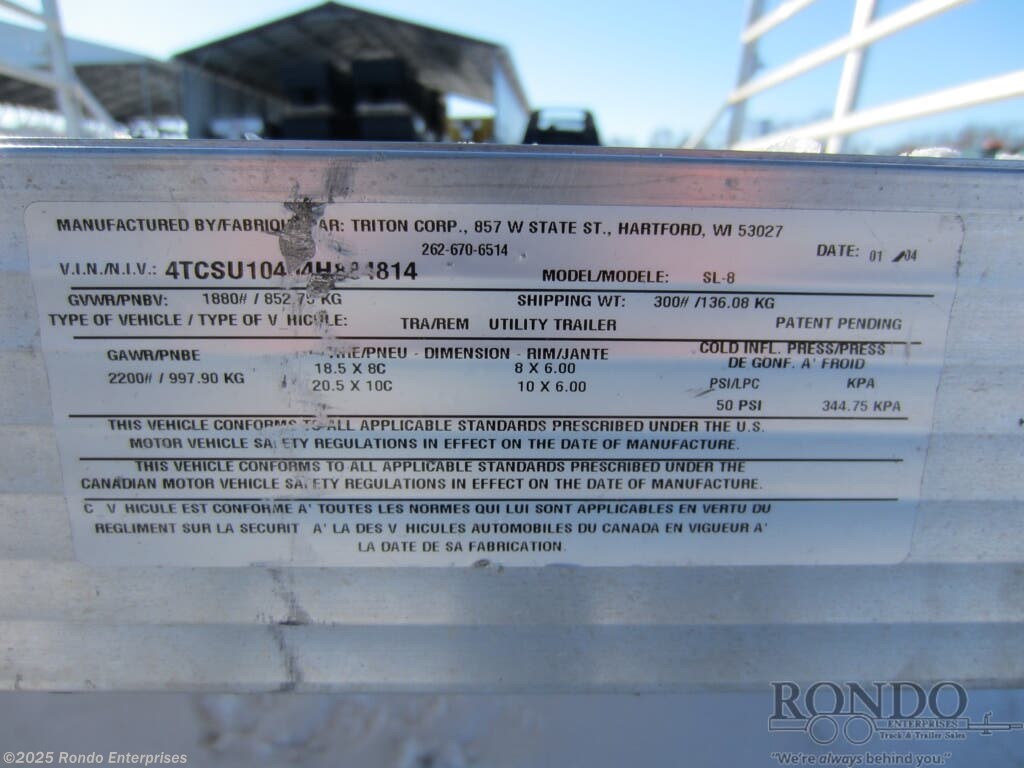 MANUFACTURED BY/FABRIQUE PAR: TRITON CORP., 857 W STATE ST., HARTFORD, WI 53027
262-670-6514
DATE: 01 /04
V.I.N./N.I.V.: MODEL/MODELE: SL-8
GVWR/PNBV: 1880# / 852.75 KG SHIPPING WT: 300# /136.08 KG
TYPE OF VEHICLE / TYPE OF V HICULE: TRA/REM UTILITY TRAILER PATENT PENDING
GAWR/PNBE TIRE/PNEU - DIMENSION - RIM/JANTE COLD INFL. PRESS/PRESS
DE GONF. A' FROID
2200# / 997.90 KG 18.5 X 8C 8 X 6.00
20.5 X 10C 10 X 6.00 PSI/LPC KPA
50 PSI 344.75 KPA
THIS VEHICLE CONFORMS TO ALL APPLICABLE STANDARDS PRESCRIBED UNDER THE U.S.
MOTOR VEHICLE SAFETY REGULATIONS IN EFFECT ON THE DATE OF MANUFACTURE.
THIS VEHICLE CONFORMS TO ALL APPLICABLE STANDARDS PRESCRIBED UNDER THE
CANADIAN MOTOR VEHICLE SAFETY REGULATIONS IN EFFECT ON THE DATE OF MANUFACTURE.
C V HICULE EST CONFORME A' TOUTES LES NORMES QUI LUI SONT APPLICABLES EN VERTU DU
REGLIMENT SUR LA SECURIT A' LA DES V HICULES AUTOMOBILES DU CANADA EN VIGUEUR A'
LA DATE DE SA FABRICATION.
RONDO
ENTERPRISES
Truck & Trailer Sales
"We're always behind you."
©2025 Rondo Enterprises